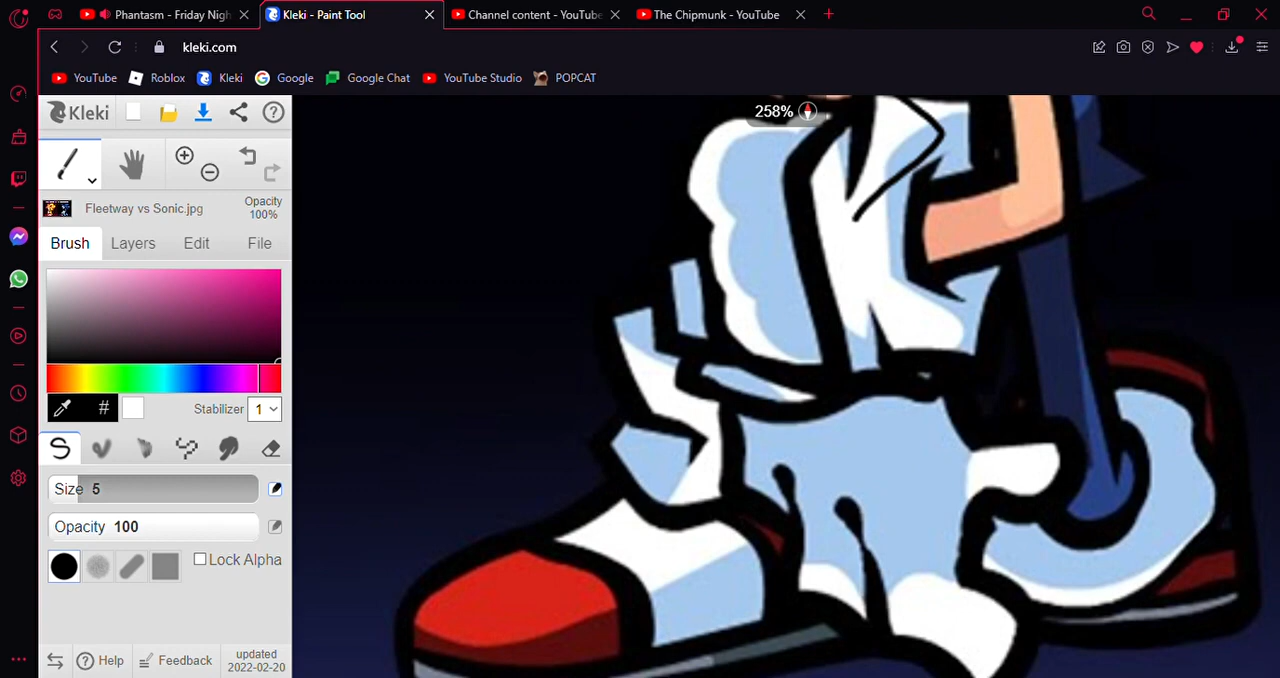 Phantasm - Friday Nigh
Kleki - Paint Tool
Channel content - YouTube
The Chipmunk - YouTube
kleki.com
YouTube
Roblox
Kleki
Google
Google Chat
YouTube Studio
POPCAT
Kleki
258%
Fleetway vs Sonic.jpg
Opacity
100%
Brush
Layers
Edit
File
#
Stabilizer
1
Size 5
Opacity 100
Lock Alpha
Help
Feedback
updated
2022-02-20